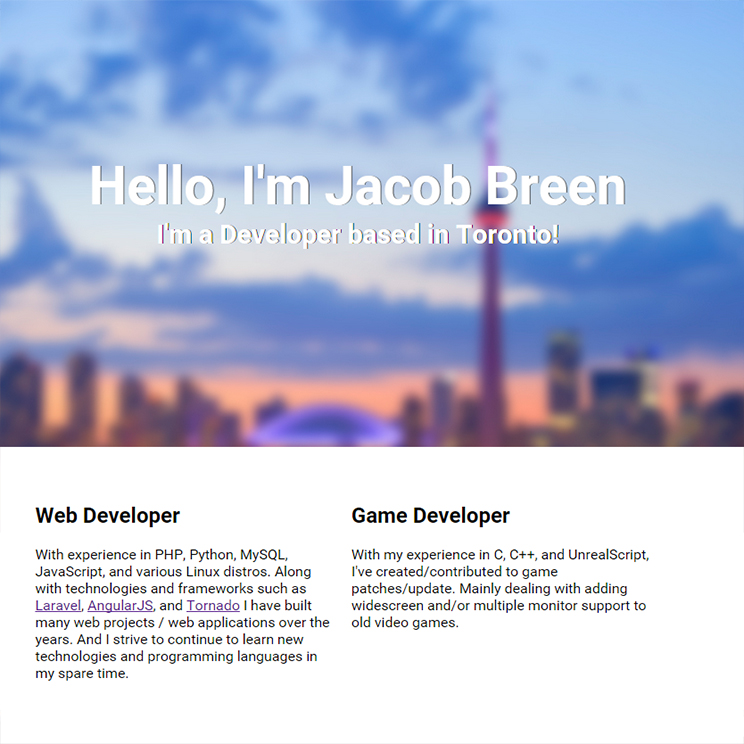 Hello, I'm Jacob Breen
I'm a Developer based in Toronto!
Web Developer
With experience in PHP, Python, MySQL,
JavaScript, and various Linux distros. Along
with technologies and frameworks such as
Laravel, AngularJS, and Tornado I have built
many web projects / web applications over the
years. And I strive to continue to learn new
technologies and programming languages in
my spare time.
Game Developer
With my experience in C, C++, and UnrealScript,
I've created/contributed to game
patches/update. Mainly dealing with adding
widescreen and/or multiple monitor support to
old video games.